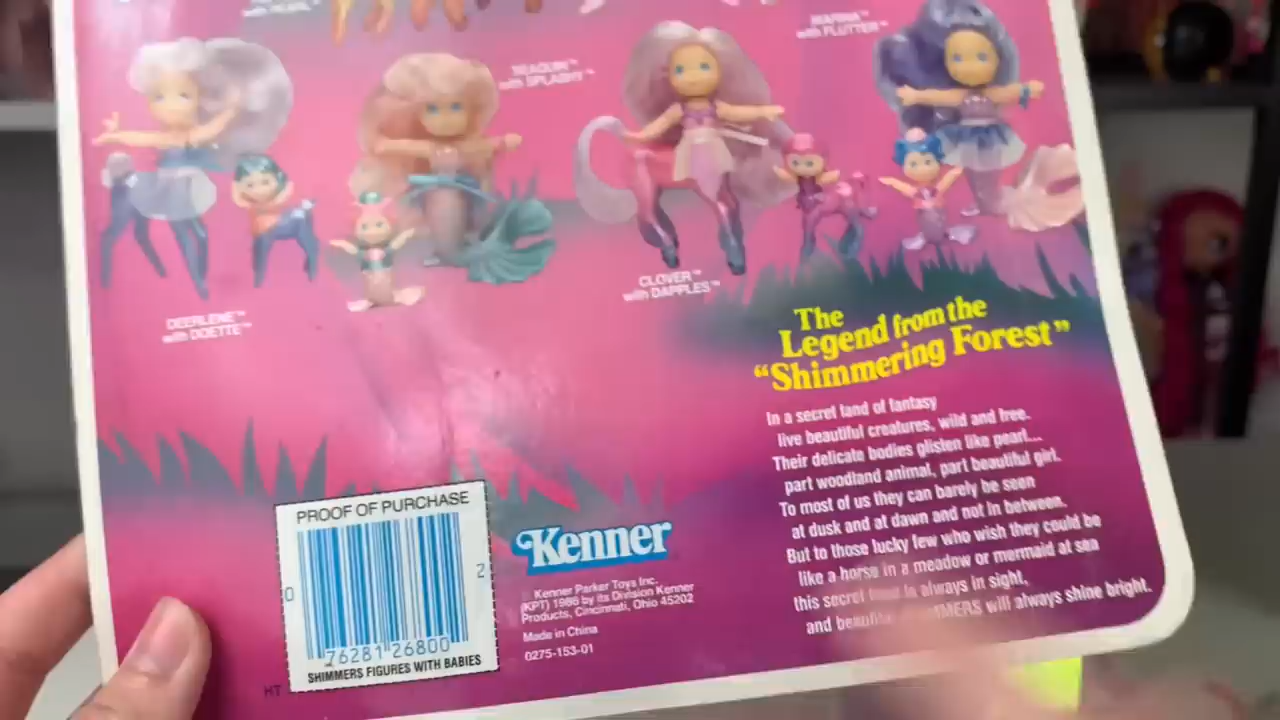 with PEARL™
MARINA™
with FLUTTER™
with SPLASHY™
CLOVER™
with DAPPLES™
DEERLENE™
with DOETTE™
The
Legend from the
"Shimmering Forest"
In a secret land of fantasy
live beautiful creatures, wild and free.
Their delicate bodies glisten like pearl...
part woodland animal, part beautiful girl.
To most of us they can barely be seen
at dusk and at dawn and not in between.
But to those lucky few who wish they could be
like a horse in a meadow or mermaid at sea
this secret is always in sight,
and will always shine bright.
PROOF OF PURCHASE
0 76281 26800 2
SHIMMERS FIGURES WITH BABIES
HT
Kenner
Kenner Parker Toys Inc.
(KPT) 1986 by its Division Kenner
Products, Cincinnati, Ohio 45202
Made in China
0275-153-01